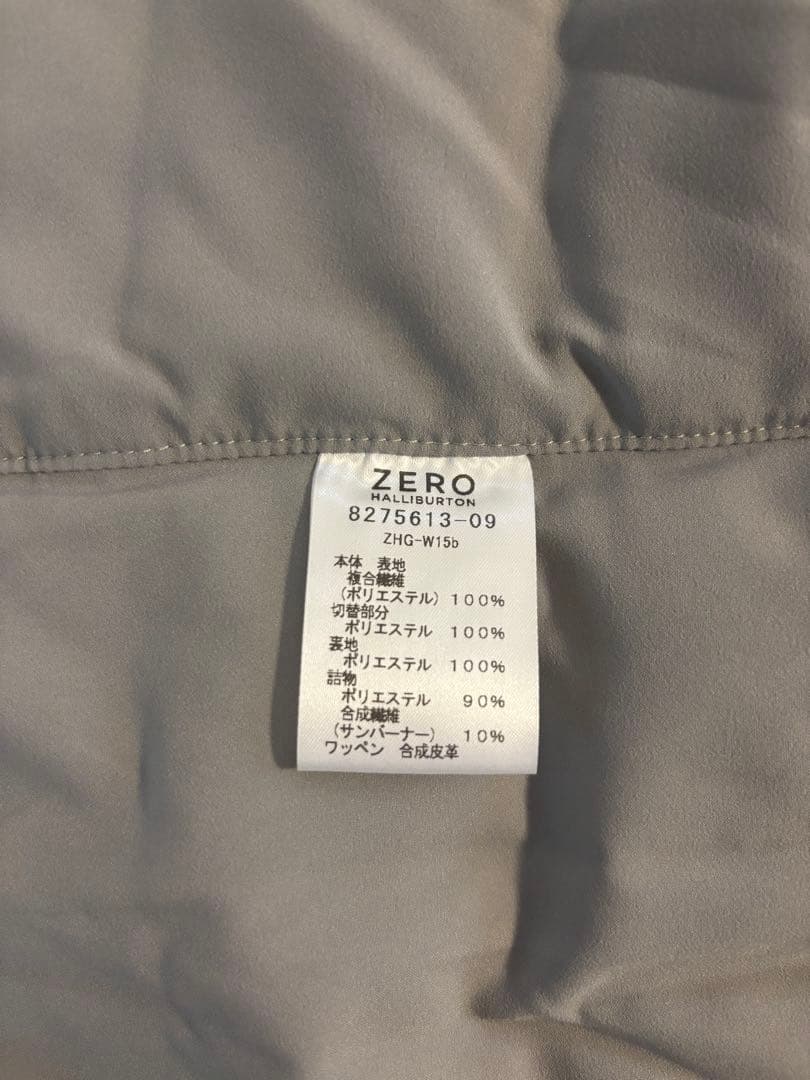 ZERO
HALLIBURTON
8275613-09
ZHG-W15b
本体 表地
複合繊維
(ポリエステル) 100%
切替部分
ポリエステル 100%
裏地
ポリエステル 100%
詰物
ポリエステル 90%
合成繊維
(サンバーナー) 10%
ワッペン 合成皮革